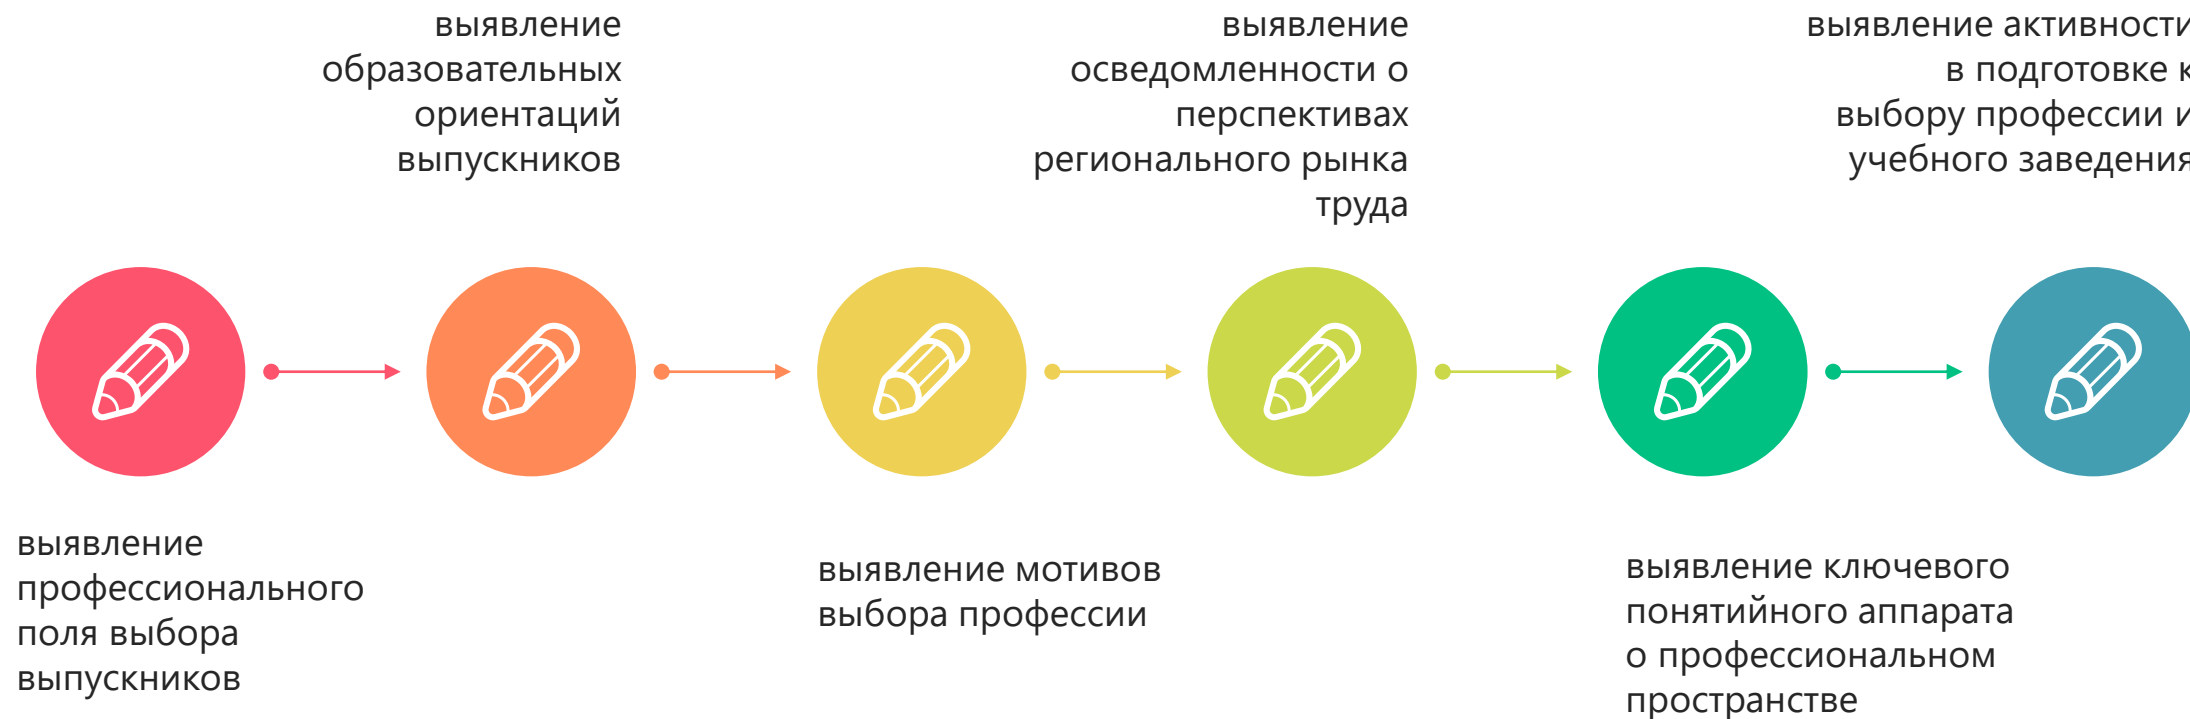 выявление
образовательных
ориентаций
выпускников
выявление
осведомленности о
перспективах
регионального рынка
труда
выявление активности
в подготовке к
выбору профессии и
учебного заведения
выявление
профессионального
поля выбора
выпускников
выявление мотивов
выбора профессии
выявление ключевого
понятийного аппарата
о профессиональном
пространстве